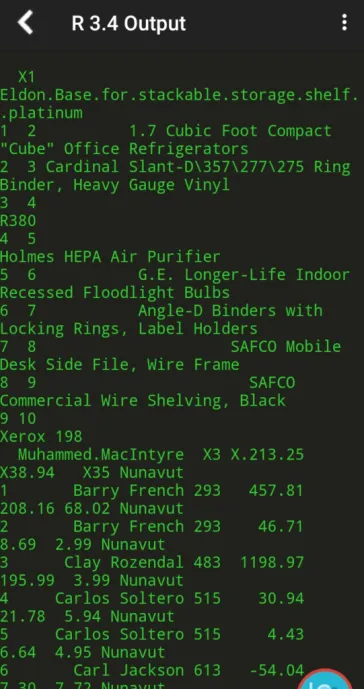 R 3.4 Output
X1
Eldon.Base.for.stackable.storage.shelf.
.platinum
1 2 1.7 Cubic Foot Compact
"Cube" Office Refrigerators
2 3 Cardinal Slant-D\357\277\275 Ring
Binder, Heavy Gauge Vinyl
3 4
R380
4 5
Holmes HEPA Air Purifier
5 6 G.E. Longer-Life Indoor
Recessed Floodlight Bulbs
6 7 Angle-D Binders with
Locking Rings, Label Holders
7 8 SAFCO Mobile
Desk Side File, Wire Frame
8 9 SAFCO
Commercial Wire Shelving, Black
9 10
Xerox 198
Muhammed.MacIntyre X3 X.213.25
X38.94 X35 Nunavut
1 Barry French 293 457.81
208.16 68.02 Nunavut
2 Barry French 293 46.71
8.69 2.99 Nunavut
3 Clay Rozendal 483 1198.97
195.99 3.99 Nunavut
4 Carlos Soltero 515 30.94
21.78 5.94 Nunavut
5 Carlos Soltero 515 4.43
6.64 4.95 Nunavut
6 Carl Jackson 613 -54.04
7.30 7.72 Nunavut